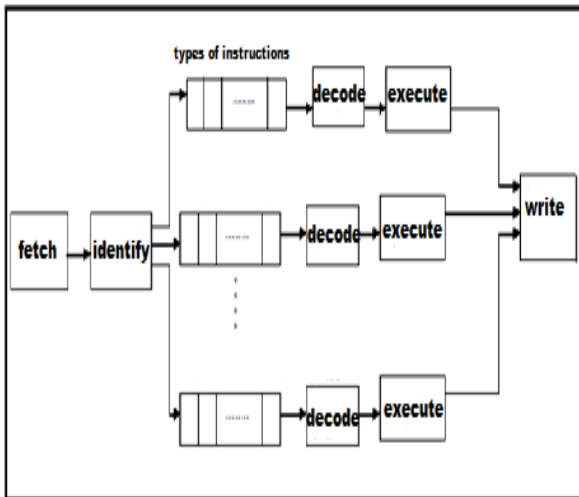 types of instructions
decode
execute
fetch
identify
decode
execute
write
decode
execute